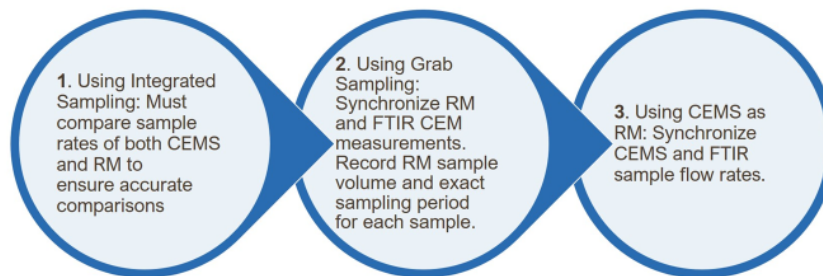 1. Using Integrated
Sampling: Must
compare sample
rates of both CEMS
and RM to
ensure accurate
comparisons
2. Using Grab
Sampling:
Synchronize RM
and FTIR CEM
measurements.
Record RM sample
volume and exact
sampling period
for each sample.
3. Using CEMS as
RM: Synchronize
CEMS and FTIR
sample flow rates.